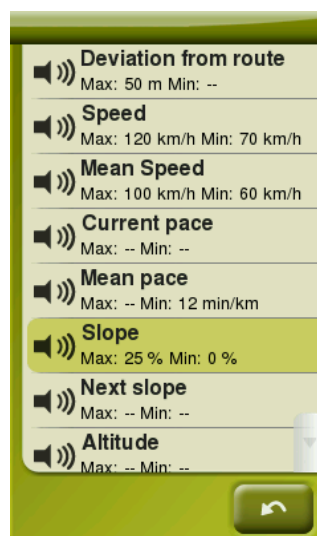 Deviation from route
Max: 50 m Min: --
Speed
Max: 120 km/h Min: 70 km/h
Mean Speed
Max: 100 km/h Min: 60 km/h
Current pace
Max: -- Min: --
Mean pace
Max: -- Min: 12 min/km
Slope
Max: 25 % Min: 0 %
Next slope
Max: -- Min: --
Altitude
Max: -- Min: --